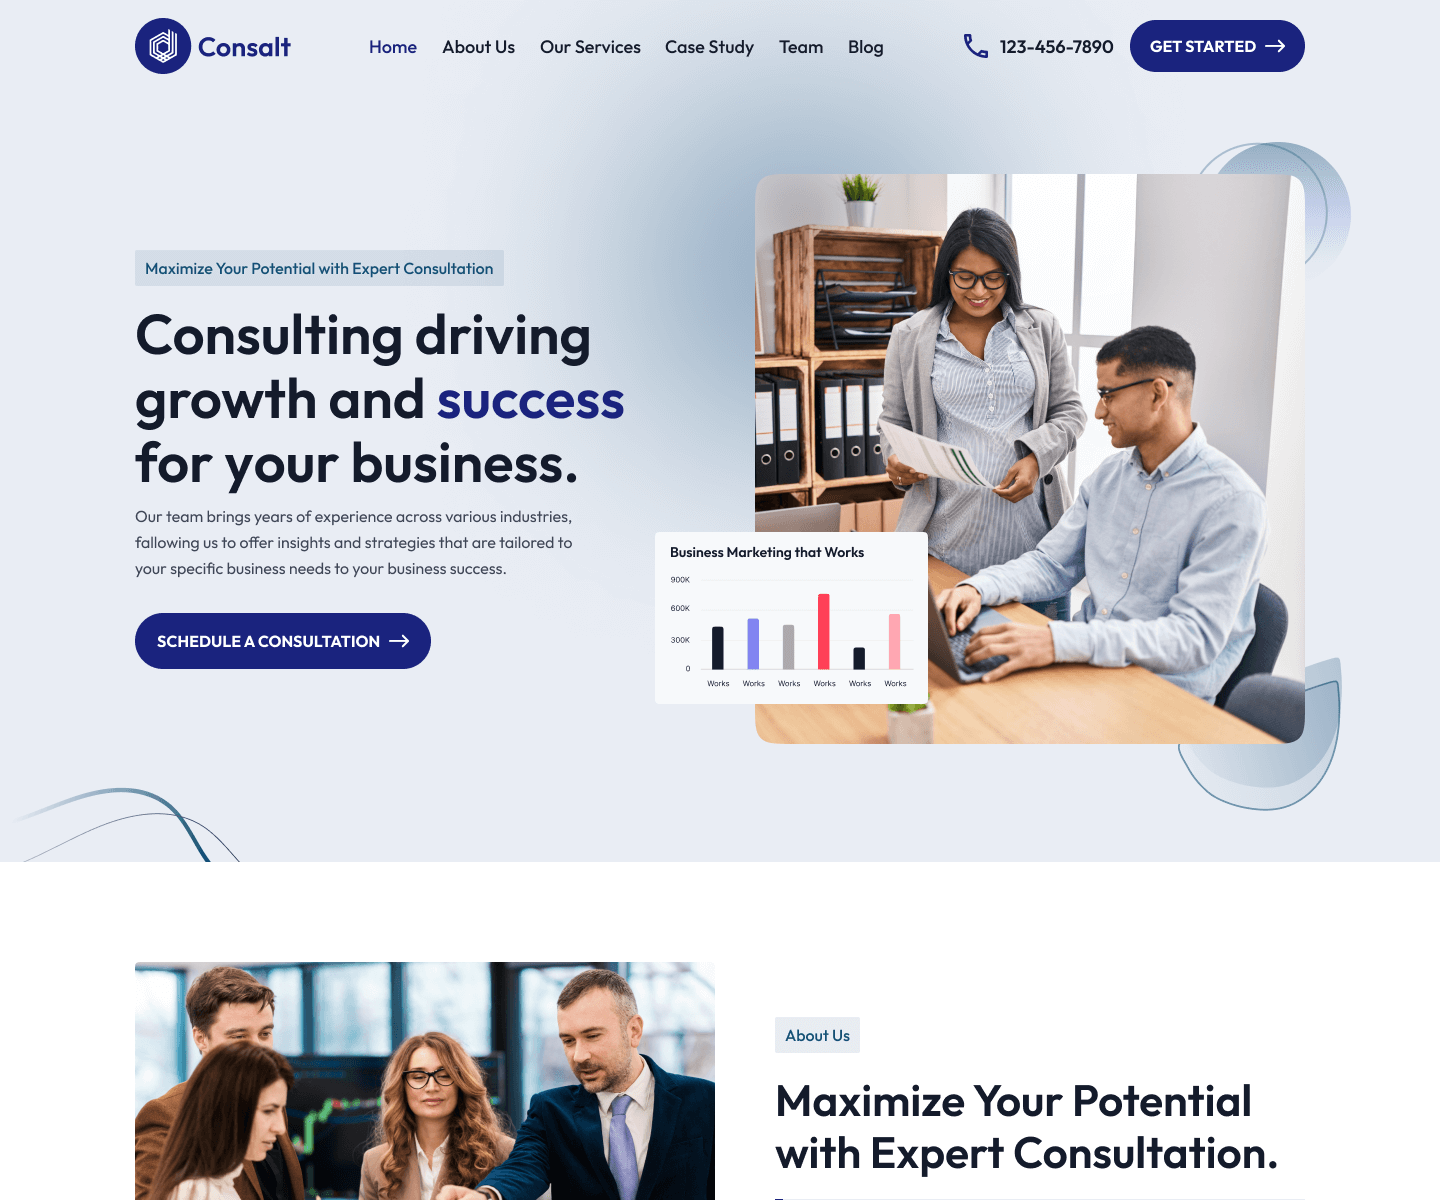 Consalt
Home About Us Our Services Case Study Team Blog
123-456-7890
GET STARTED
Maximize Your Potential with Expert Consultation
Consulting driving
growth and success
for your business.
Our team brings years of experience across various industries,
fallowing us to offer insights and strategies that are tailored to
your specific business needs to your business success.
SCHEDULE A CONSULTATION
Business Marketing that Works
900K
600K
300K
0
Works Works Works Works Works Works
About Us
Maximize Your Potential
with Expert Consultation.